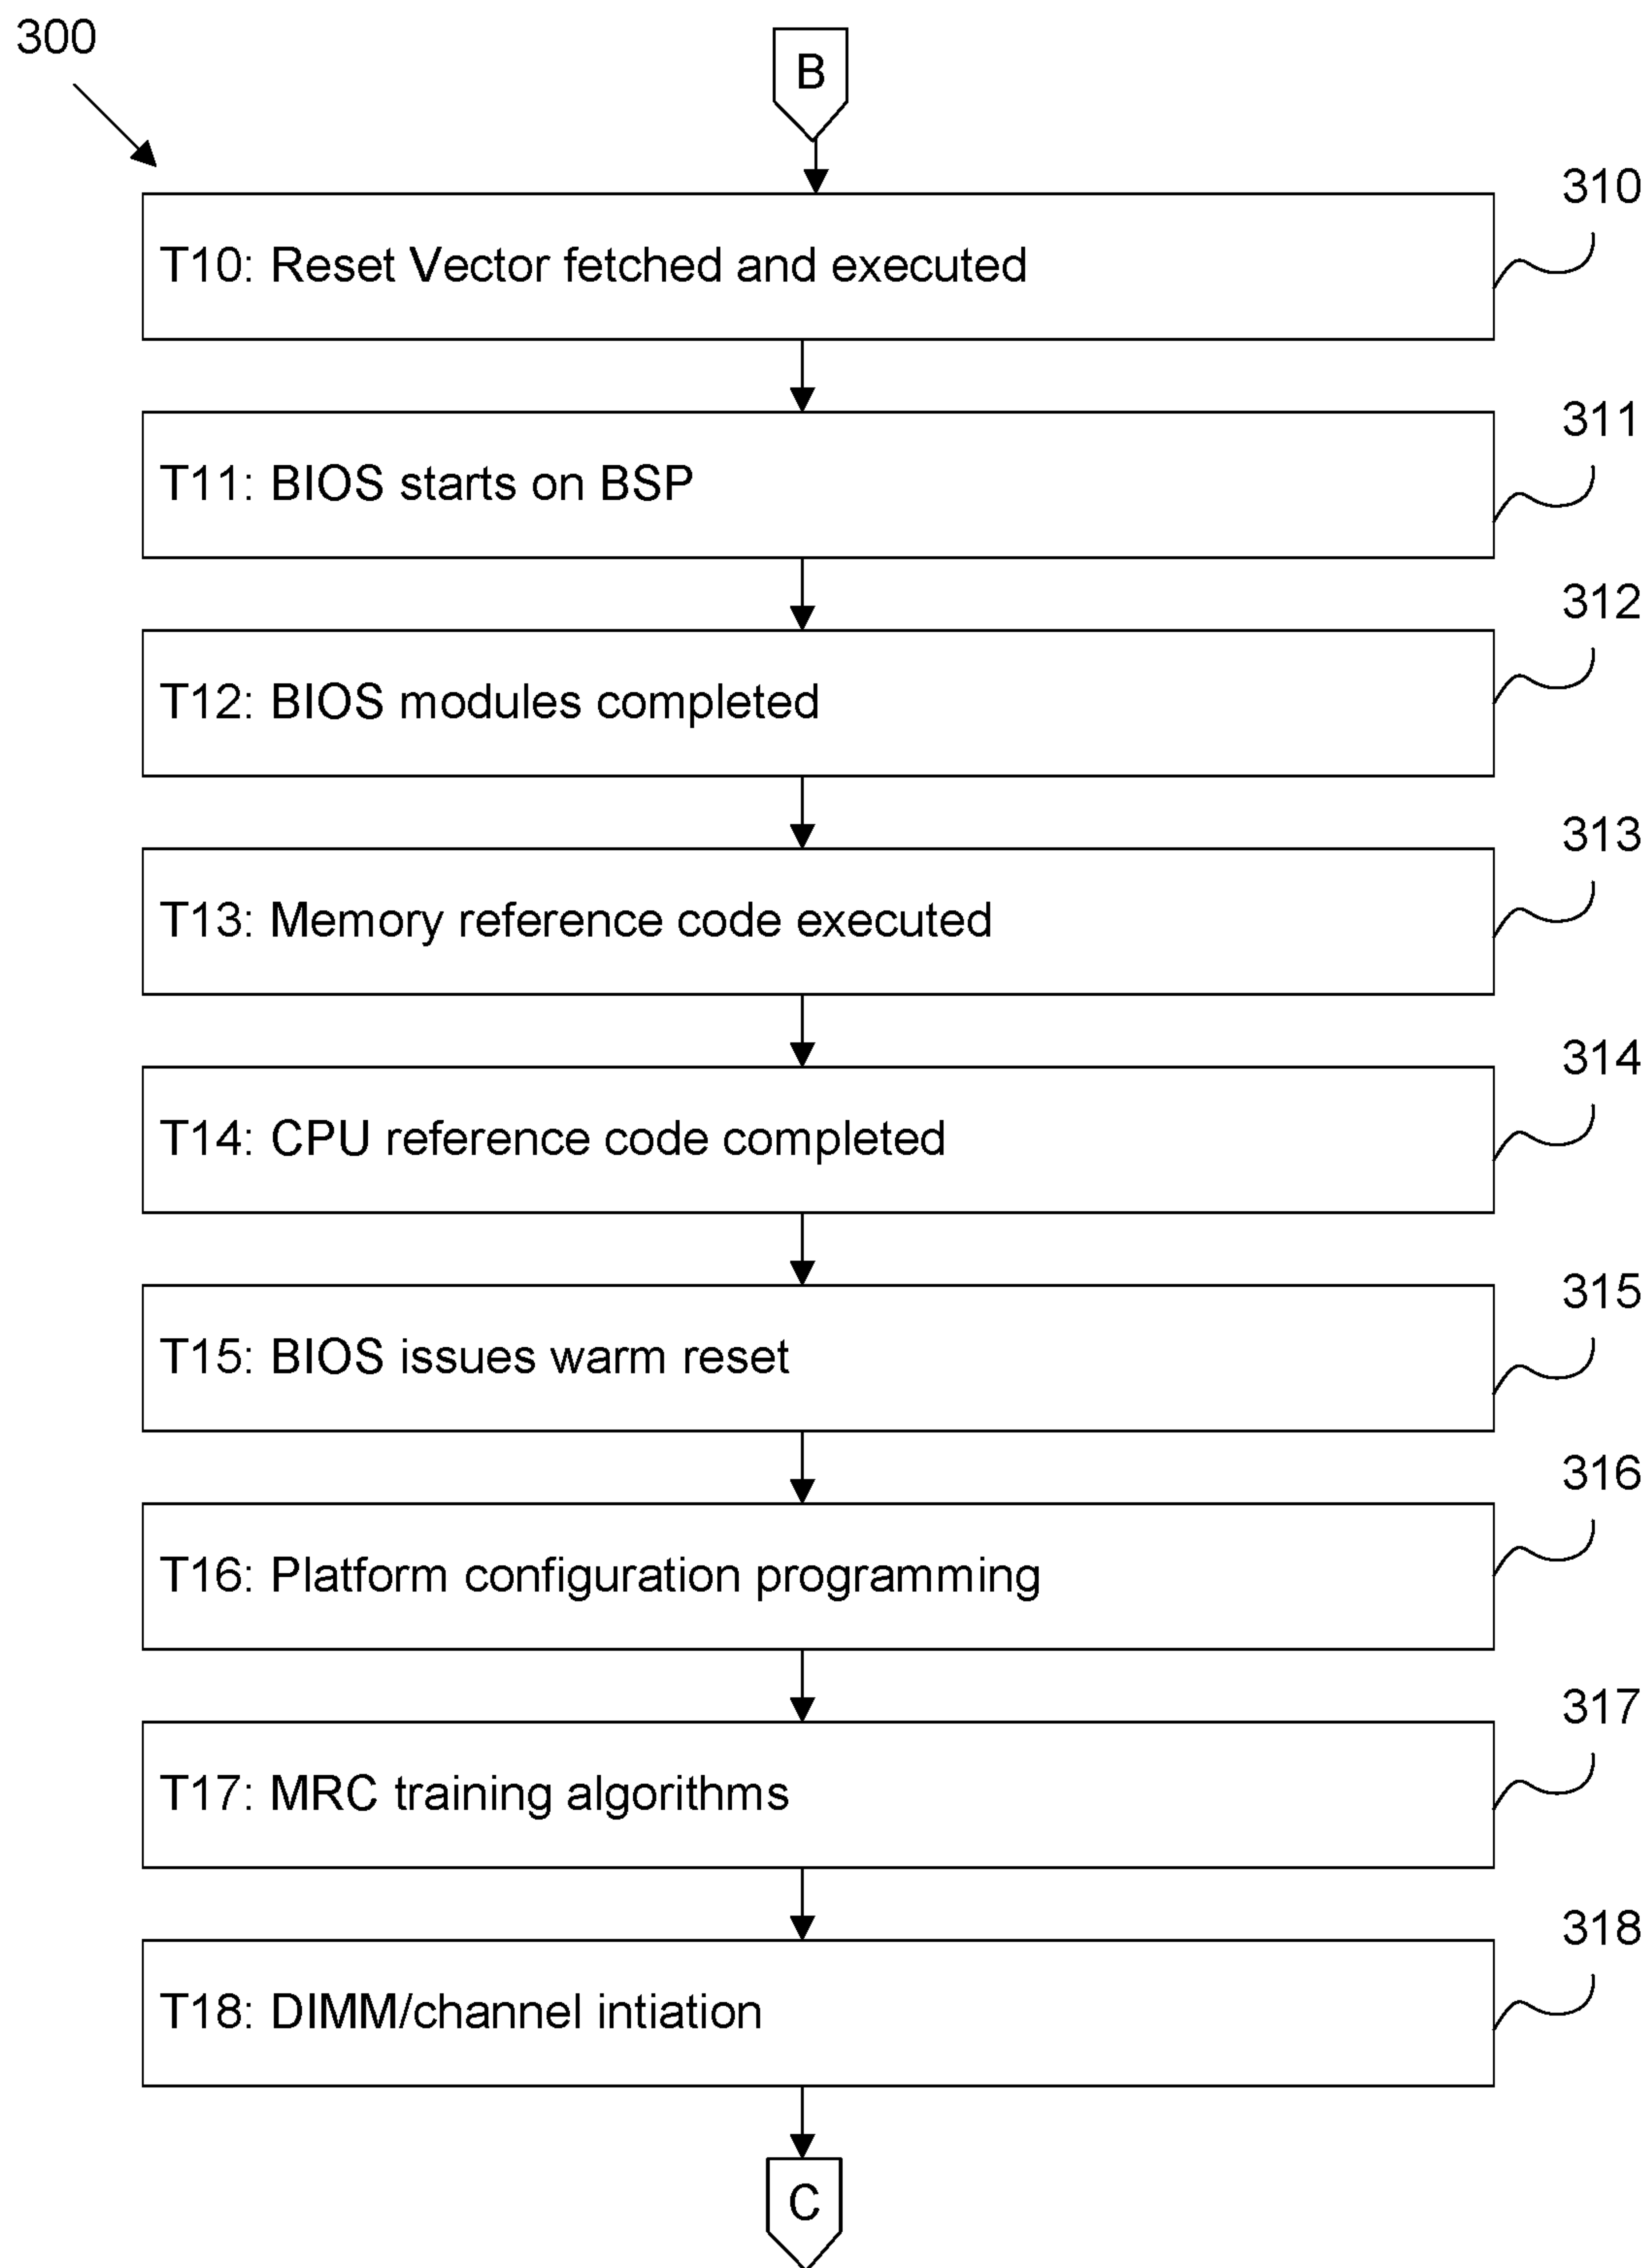 300
B
310
T10: Reset Vector fetched and executed
311
T11: BIOS starts on BSP
312
T12: BIOS modules completed
313
T13: Memory reference code executed
314
T14: CPU reference code completed
315
T15: BIOS issues warm reset
316
T16: Platform configuration programming
317
T17: MRC training algorithms
318
T18: DIMM/channel intiation
C